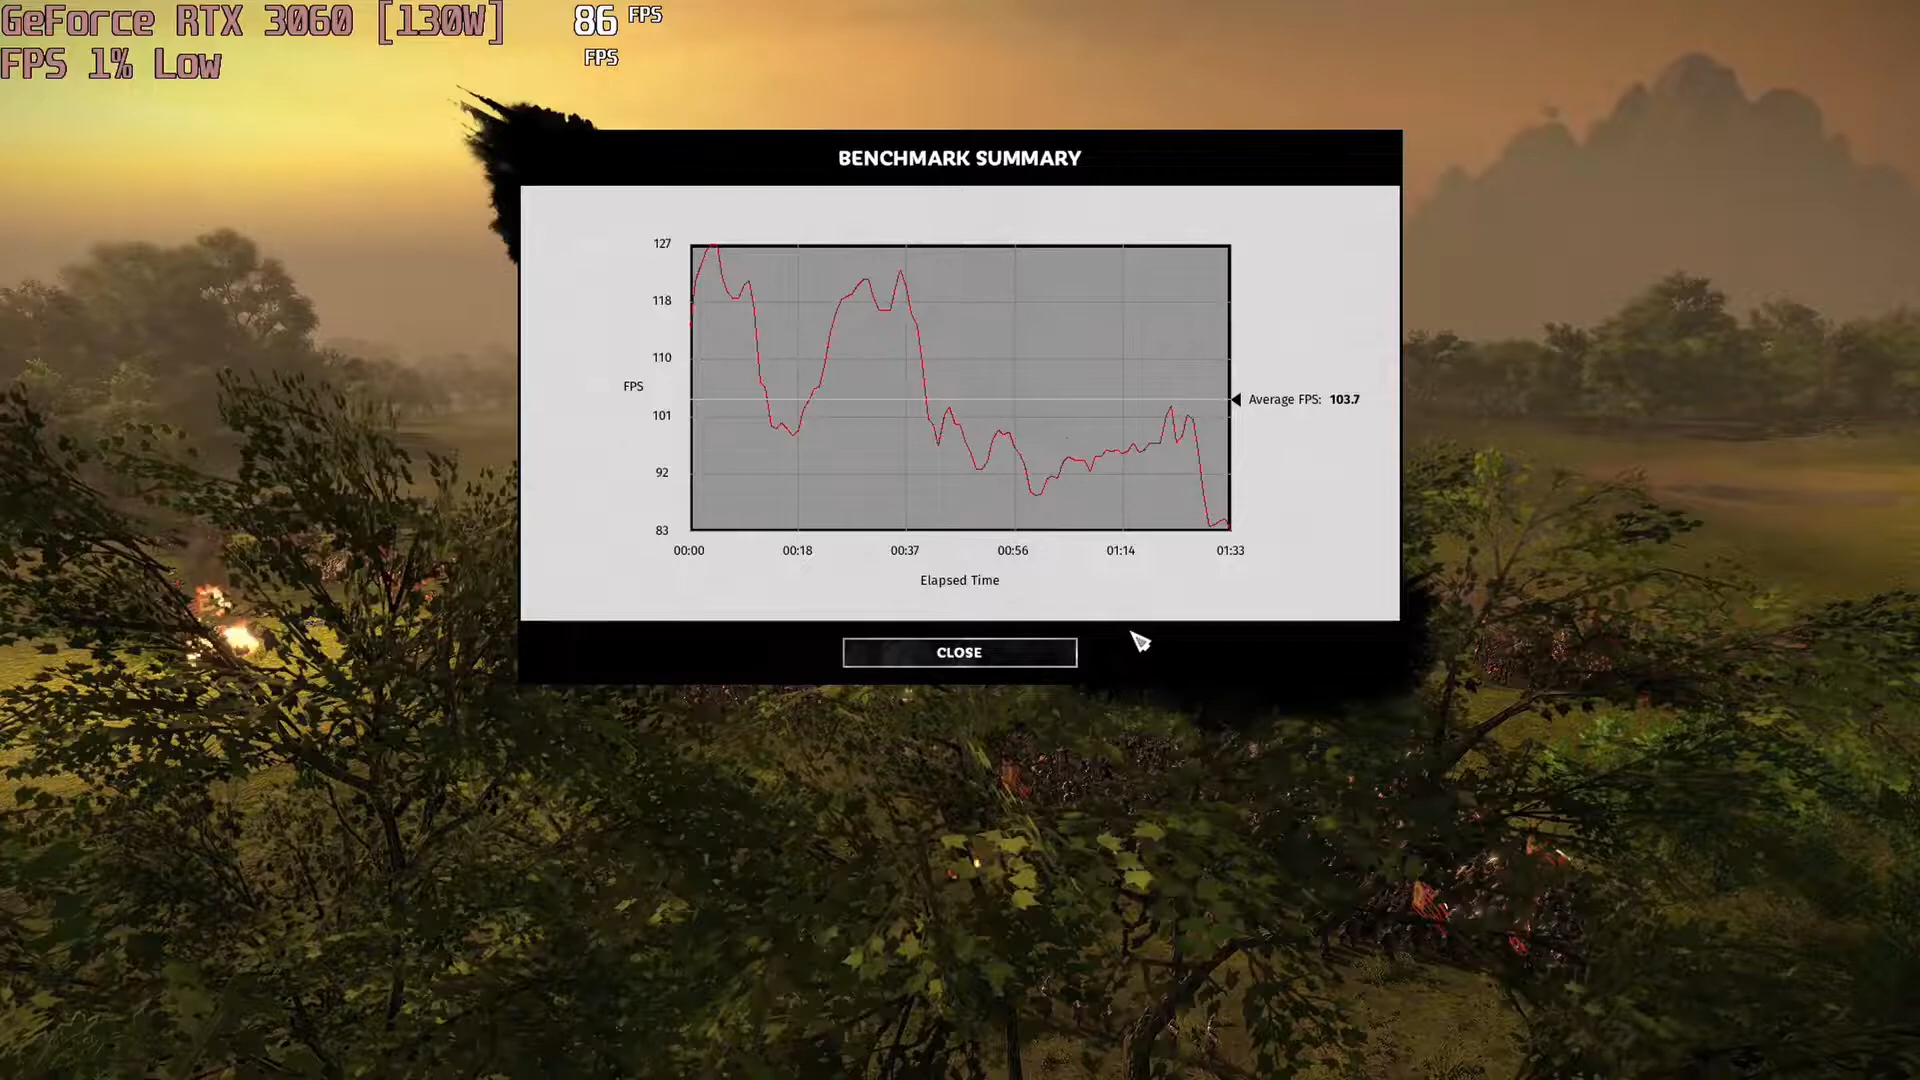 GeForce RTX 3060 [130W] 86 FPS
FPS 1% Low FPS
BENCHMARK SUMMARY
127
118
110
FPS
Average FPS: 103.7
101
92
83
00:00 00:18 00:37 00:56 01:14 01:33
Elapsed Time
CLOSE